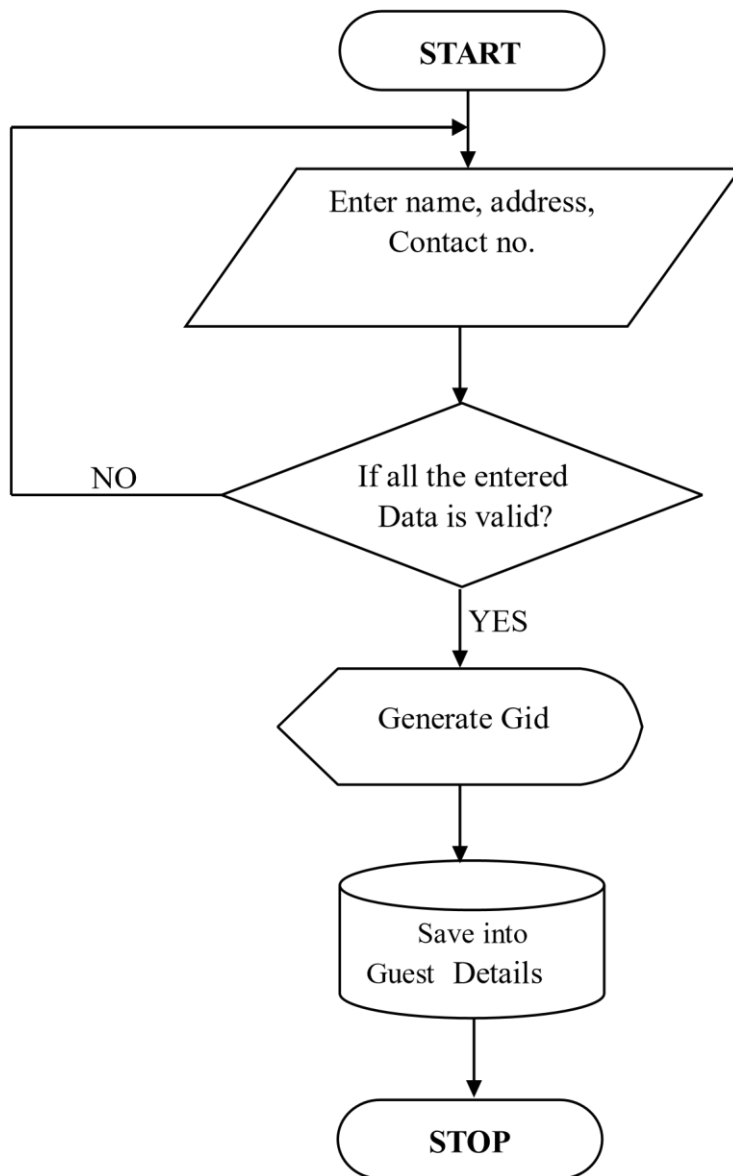 START
Enter name, address,
Contact no.
If all the entered
Data is valid?
NO
YES
Generate Gid
Save into
Guest Details
STOP